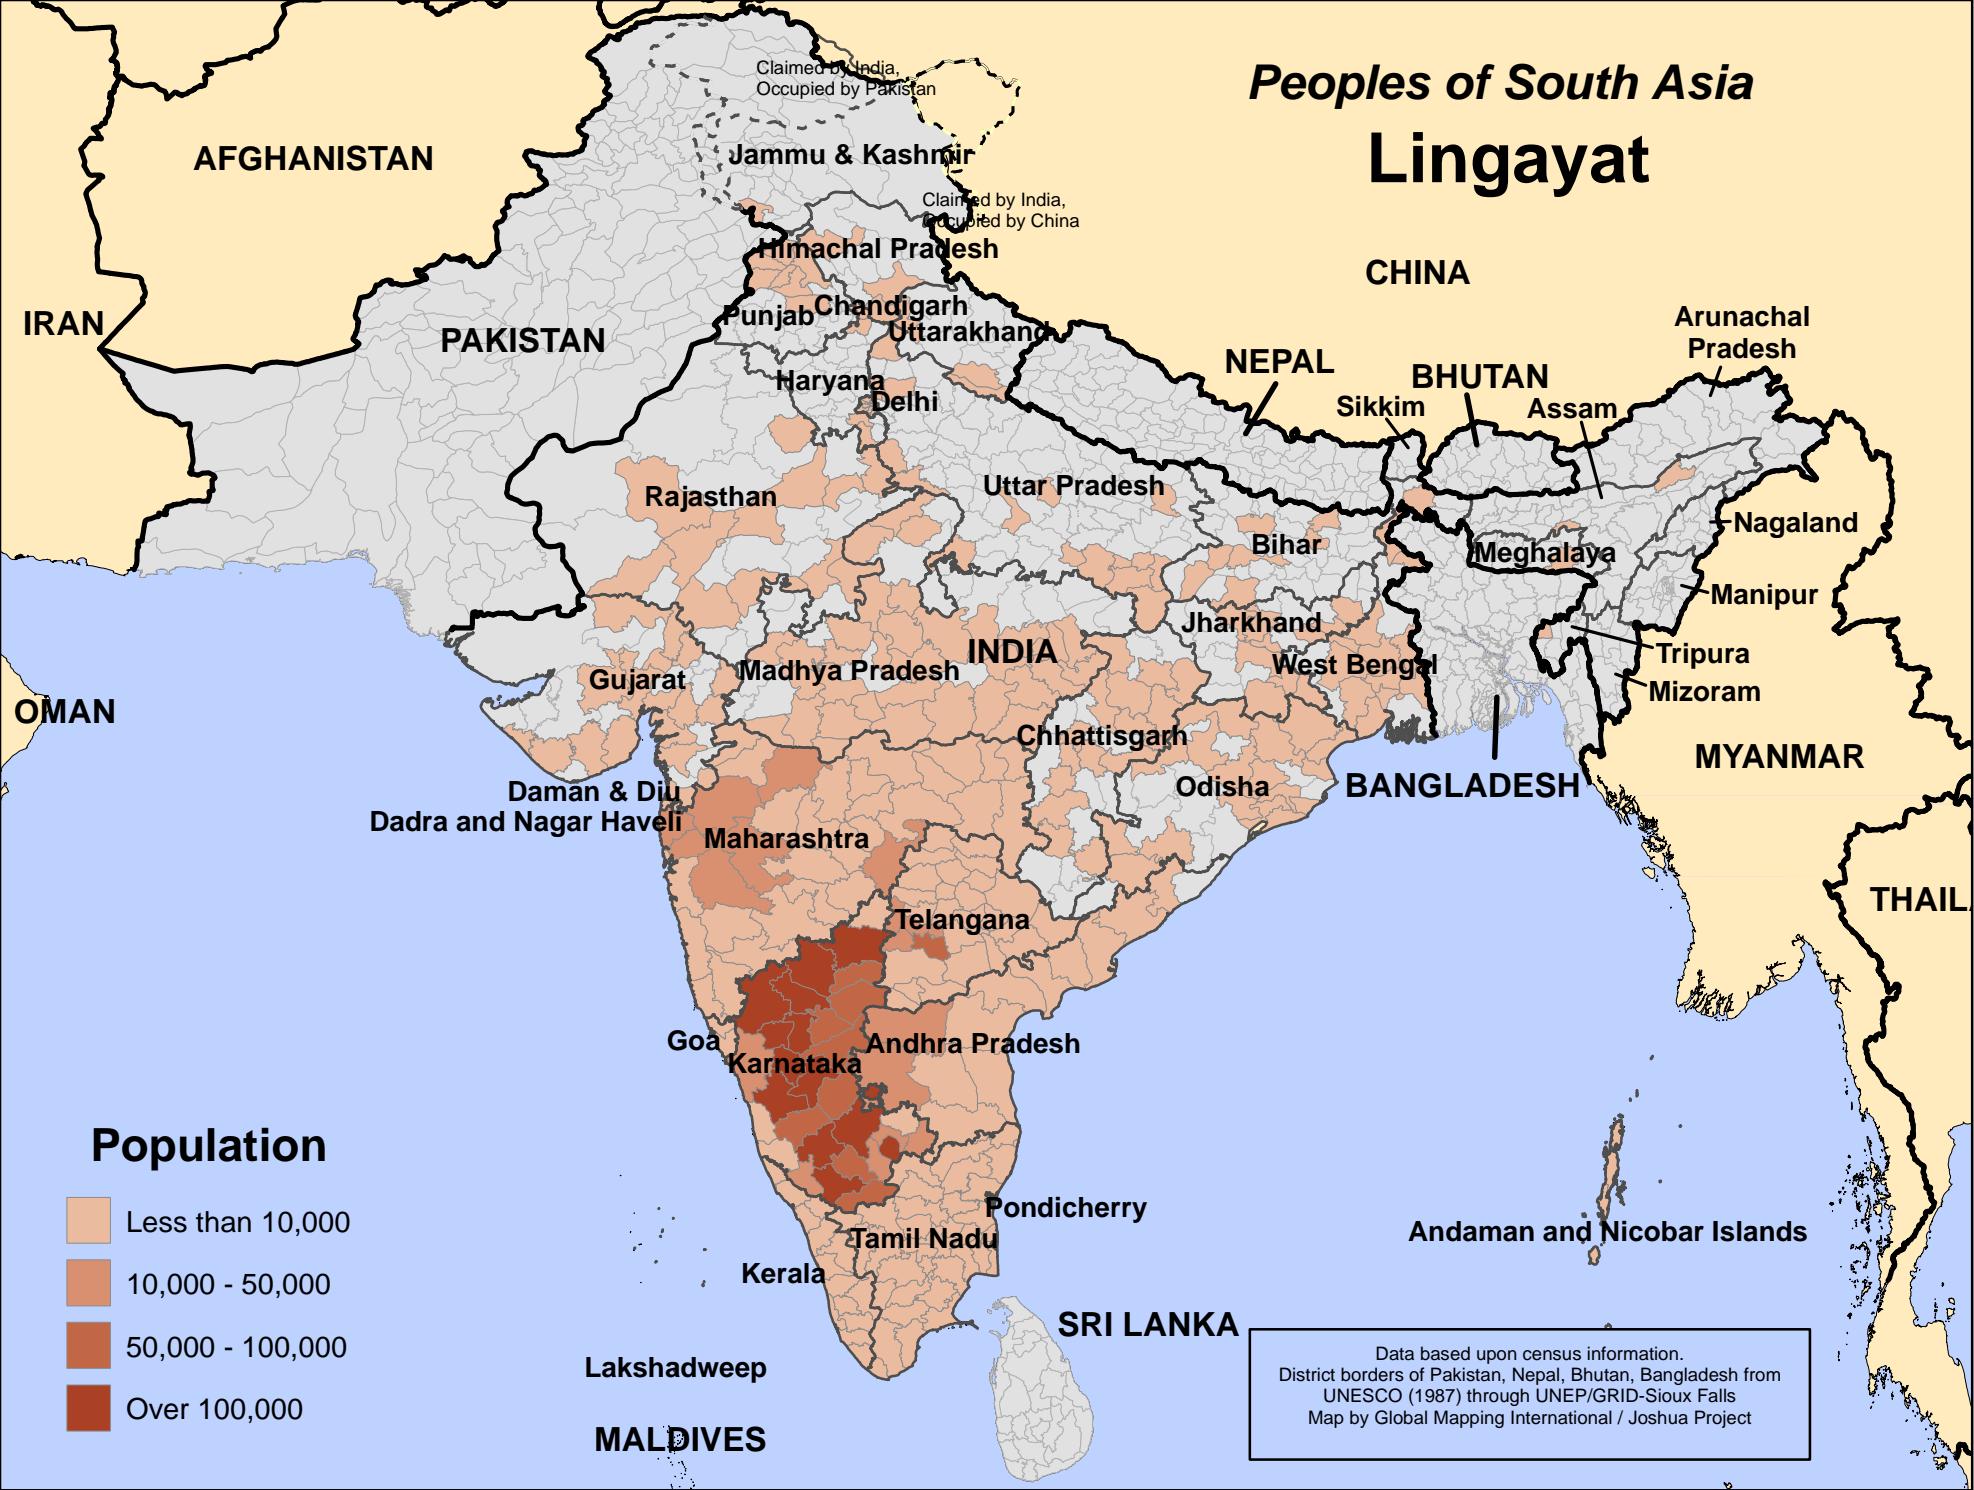 Peoples of South Asia
Lingayat
Claimed by India,
Occupied by Pakistan
AFGHANISTAN
Jammu & Kashmir
Claimed by India,
Occupied by China
Himachal Pradesh
CHINA
IRAN
PAKISTAN
Punjab
Chandigarh
Uttarakhand
Arunachal
Pradesh
NEPAL
BHUTAN
Haryana
Delhi
Sikkim
Assam
Rajasthan
Uttar Pradesh
Nagaland
Bihar
Meghalaya
Manipur
Jharkhand
INDIA
Tripura
West Bengal
Madhya Pradesh
Gujarat
Mizoram
OMAN
Chhattisgarh
MYANMAR
Odisha
BANGLADESH
Daman & Diu
Dadra and Nagar Haveli
Maharashtra
THAIL
Telangana
Goa
Andhra Pradesh
Karnataka
Population
Less than 10,000
10,000 - 50,000
50,000 - 100,000
Over 100,000
Pondicherry
Andaman and Nicobar Islands
Tamil Nadu
Kerala
SRI LANKA
Lakshadweep
MALDIVES
Data based upon census information.
District borders of Pakistan, Nepal, Bhutan, Bangladesh from
UNESCO (1987) through UNEP/GRID-Sioux Falls
Map by Global Mapping International / Joshua Project